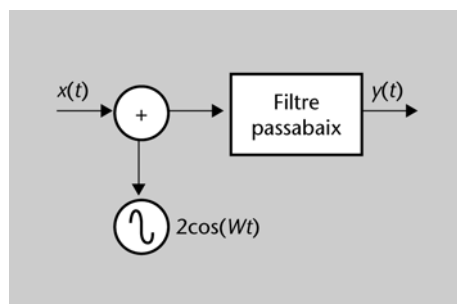 x(t)
+
Filtre
passabaix
y(t)
2cos(Wt)